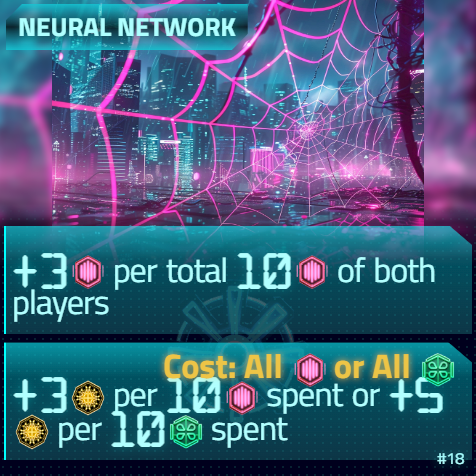 NEURAL NETWORK
+3 per total 10 of both
players
Cost: All or All
+3 per 10 spent or +5
per 10 spent
#18